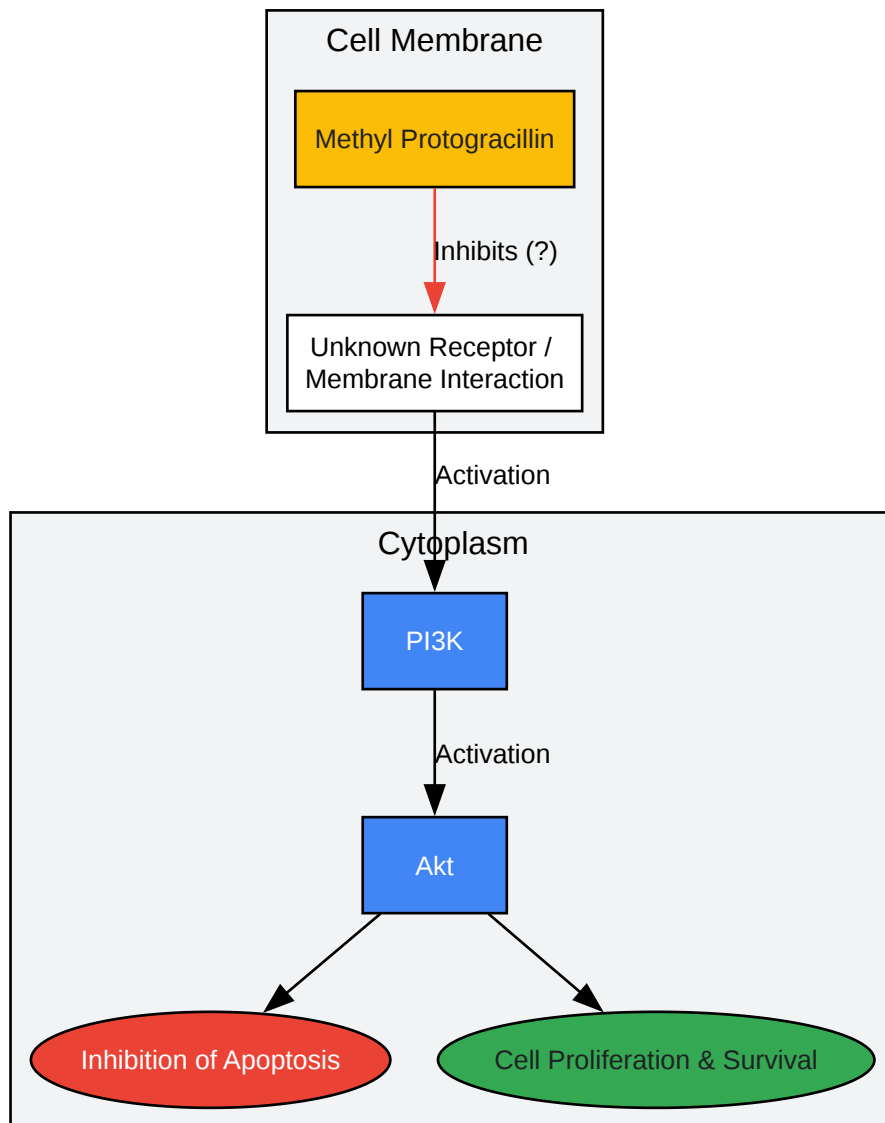 Cell Membrane
Methyl Protogracillin
Inhibits (?)
Unknown Receptor /
Membrane Interaction
Activation
Cytoplasm
PI3K
Activation
Akt
Inhibition of Apoptosis
Cell Proliferation & Survival